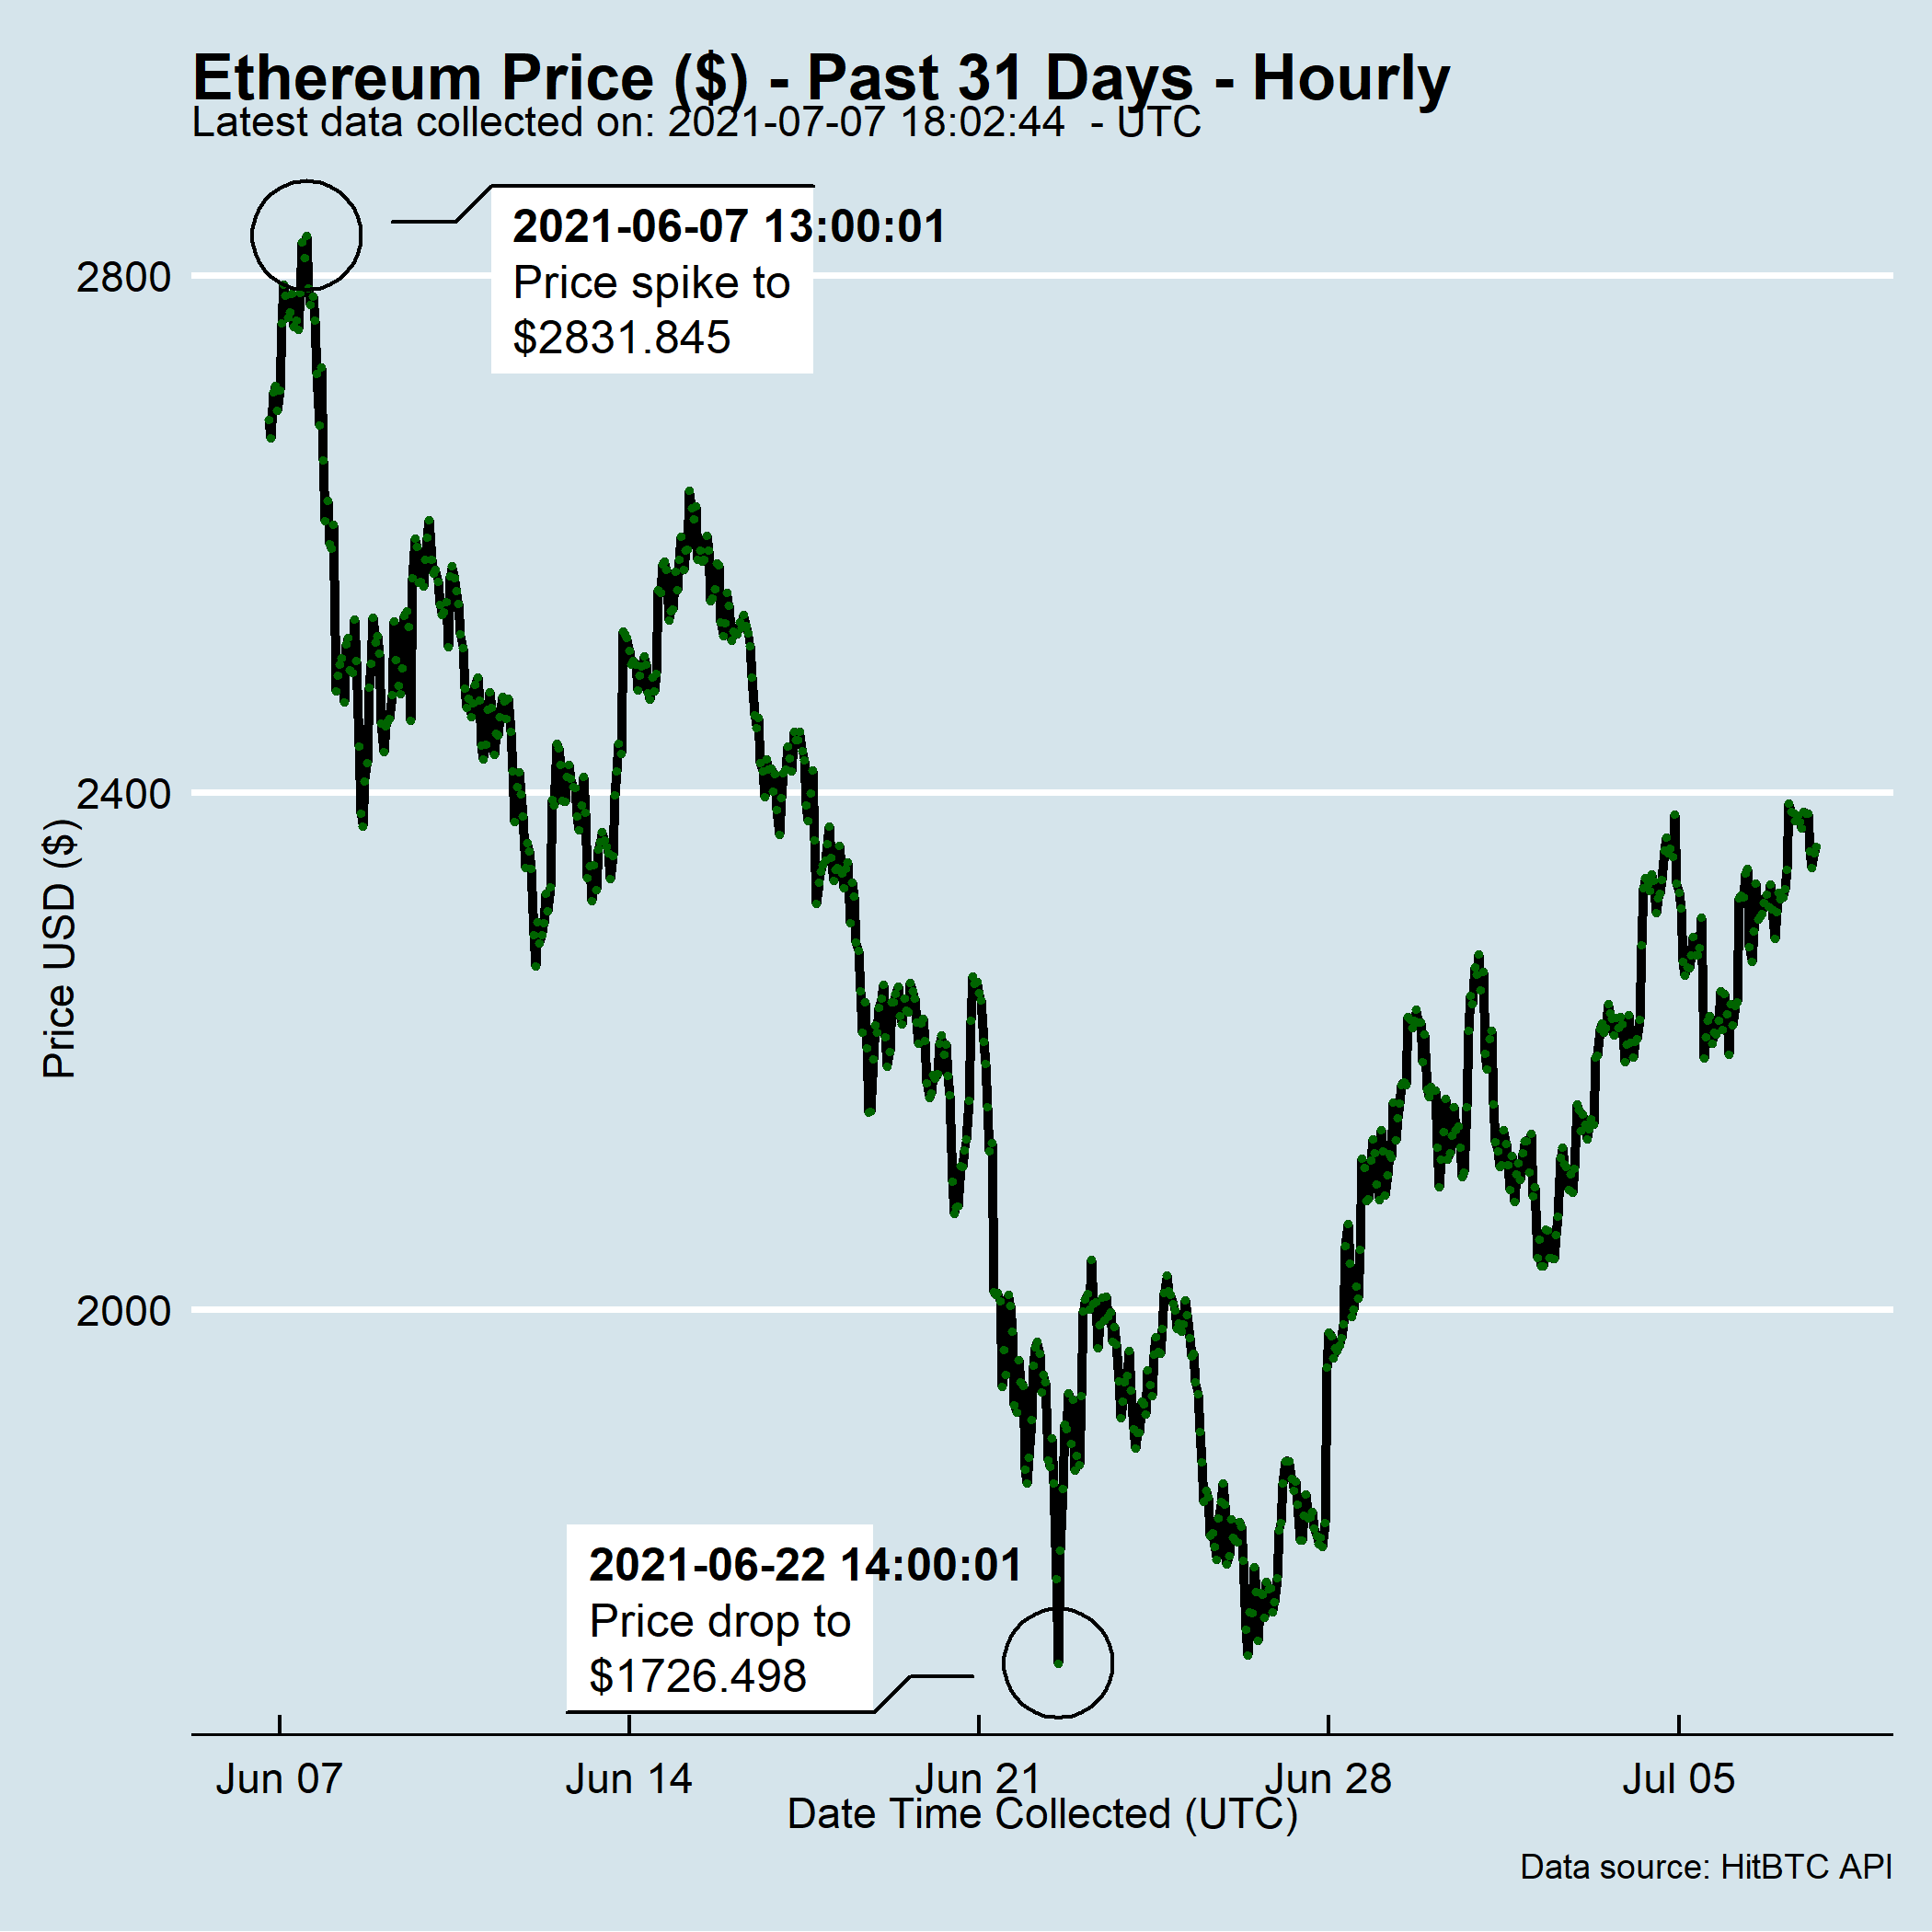 Ethereum Price ($) - Past 31 Days - Hourly
Latest data collected on: 2021-07-07 18:02:44  - UTC
2021-06-07 13:00:01
Price spike to
$2831.845
2800
2400
2000
Price USD ($)
2021-06-22 14:00:01
Price drop to
$1726.498
Jun 07
Jun 14
Jun 21
Jun 28
Jul 05
Date Time Collected (UTC)
Data source: HitBTC API